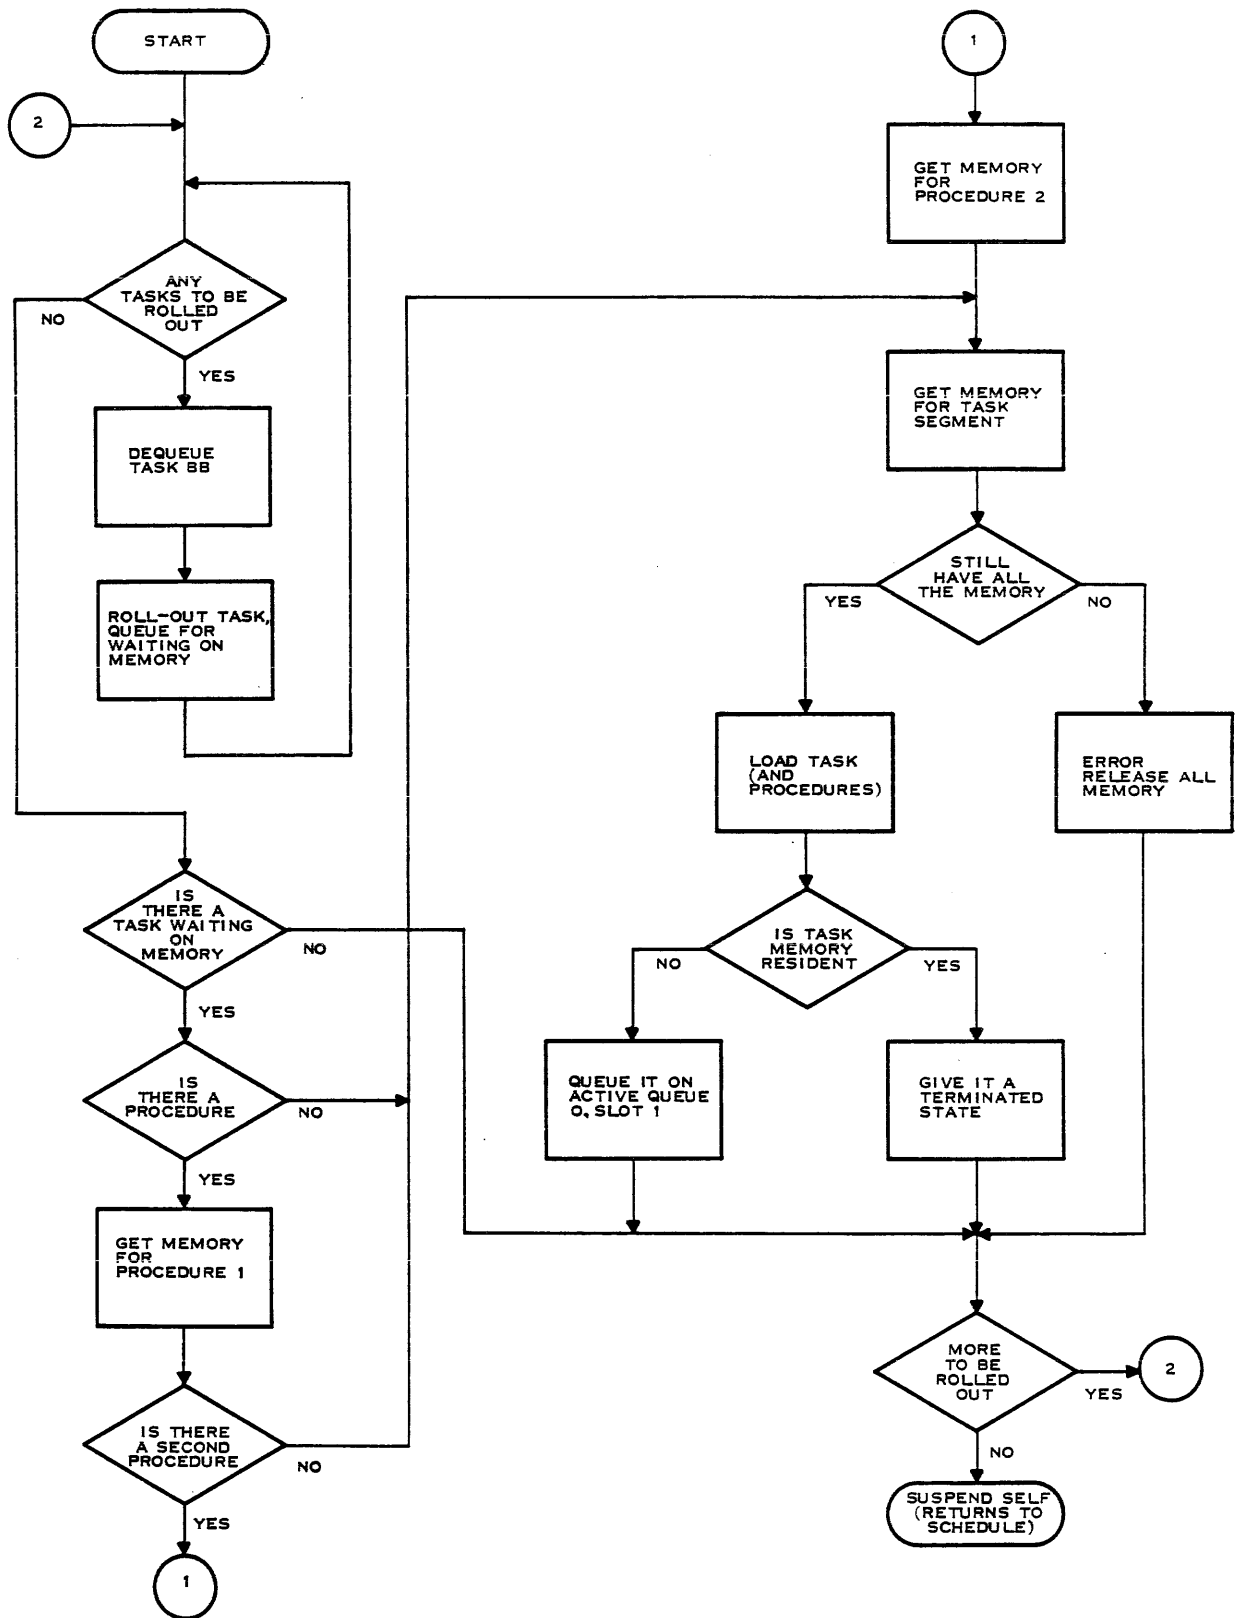 START
2
ANY
TASKS TO BE
ROLLED
OUT
NO
YES
DEQUEUE
TASK BB
ROLL-OUT TASK,
QUEUE FOR
WAITING ON
MEMORY
IS
THERE A
TASK WAITING
ON
MEMORY
NO
YES
IS
THERE A
PROCEDURE
NO
YES
GET MEMORY
FOR
PROCEDURE 1
IS THERE
A SECOND
PROCEDURE
NO
YES
1
1
GET MEMORY
FOR
PROCEDURE 2
GET MEMORY
FOR TASK
SEGMENT
STILL
HAVE ALL
THE MEMORY
YES
NO
LOAD TASK
(AND
PROCEDURES)
ERROR
RELEASE ALL
MEMORY
IS TASK
MEMORY
RESIDENT
NO
YES
QUEUE IT ON
ACTIVE QUEUE
0, SLOT 1
GIVE IT A
TERMINATED
STATE
MORE
TO BE
ROLLED
OUT
YES
2
NO
SUSPEND SELF
(RETURNS TO
SCHEDULE)